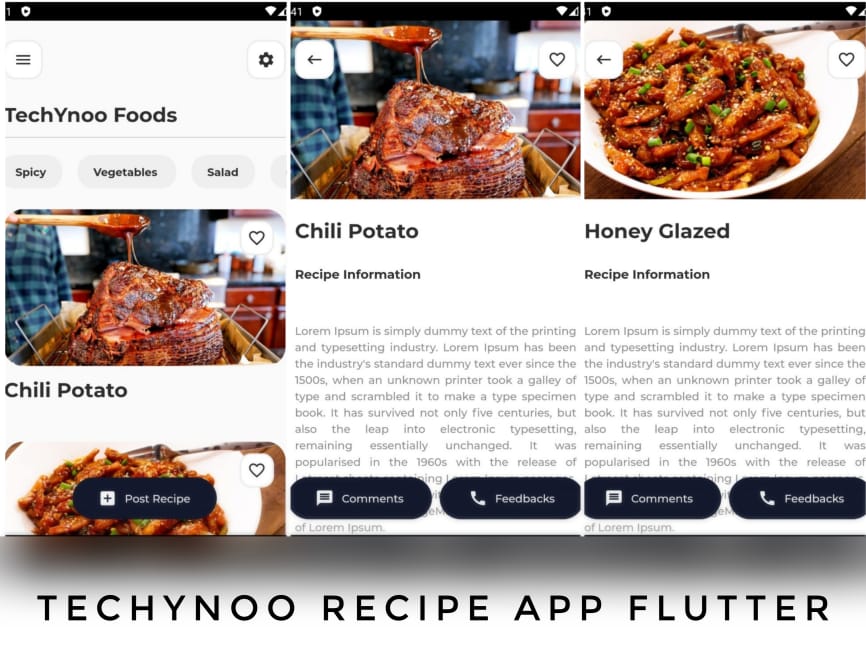 1
TechYnoo Foods
Spicy
Vegetables
Salad
Chili Potato
Post Recipe
41
Chili Potato
Recipe Information
Lorem Ipsum is simply dummy text of the printing
and typesetting industry. Lorem Ipsum has been
the industry's standard dummy text ever since the
1500s, when an unknown printer took a galley of
type and scrambled it to make a type specimen
book. It has survived not only five centuries, but
also the leap into electronic typesetting,
remaining essentially unchanged. It was
popularised in the 1960s with the release of
Comments
Feedbacks
of Lorem Ipsum.
41
Honey Glazed
Recipe Information
Lorem Ipsum is simply dummy text of the printing
and typesetting industry. Lorem Ipsum has been
the industry's standard dummy text ever since the
1500s, when an unknown printer took a galley of
type and scrambled it to make a type specimen
book. It has survived not only five centuries, but
also the leap into electronic typesetting,
remaining essentially unchanged. It was
popularised in the 1960s with the release of
Comments
Feedbacks
of Lorem Ipsum.
TECHYNOO RECIPE APP FLUTTER